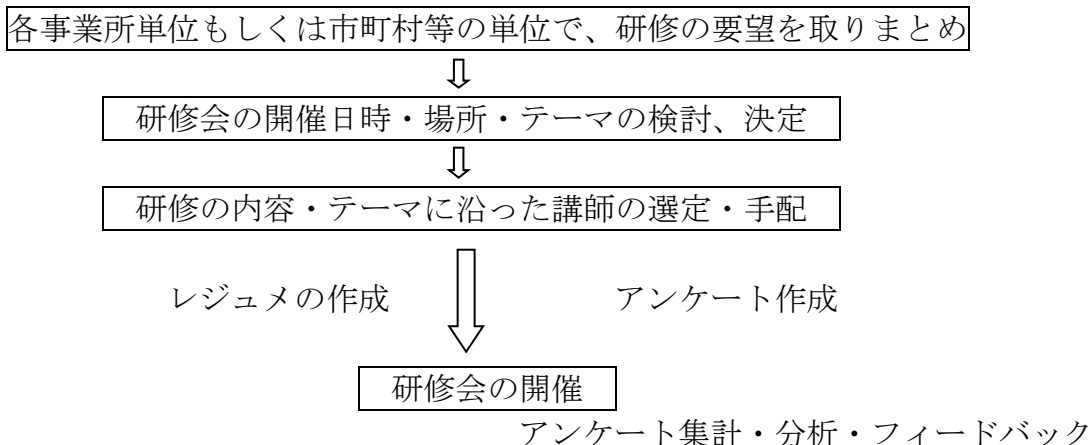 各事業所単位もしくは市町村等の単位で、研修の要望を取りまとめ
研修会の開催日時・場所・テーマの検討、決定
研修の内容・テーマに沿った講師の選定・手配
レジュメの作成 アンケート作成
研修会の開催
アンケート集計・分析・フィードバック